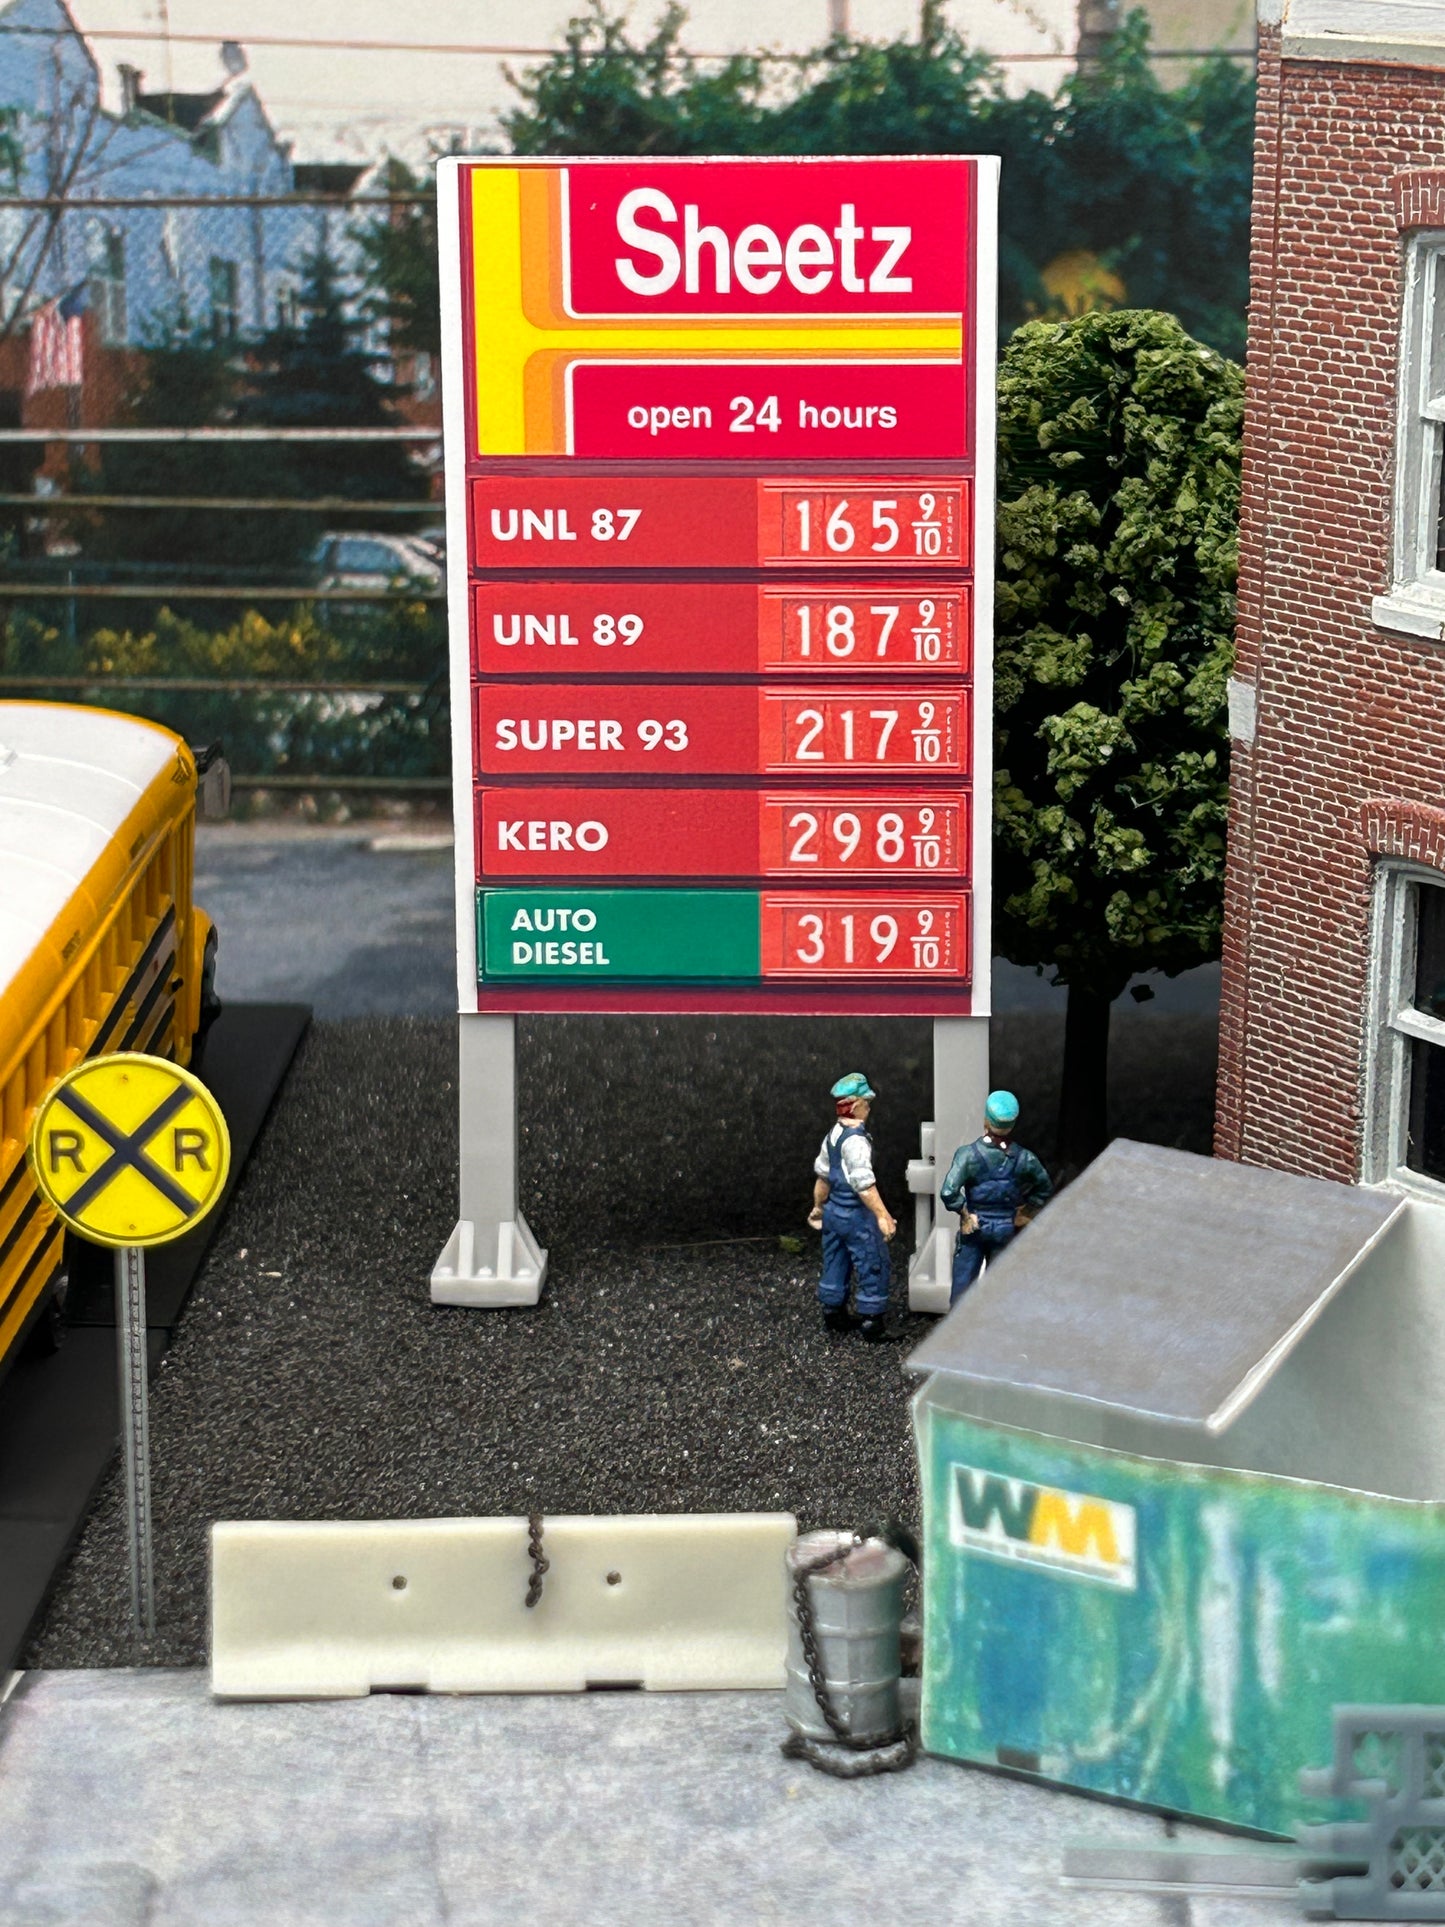 Sheetz
open 24 hours
UNL 87 165 9/10
UNL 89 187 9/10
SUPER 93 217 9/10
KERO 298 9/10
AUTO
DIESEL 319 9/10
R R
WM